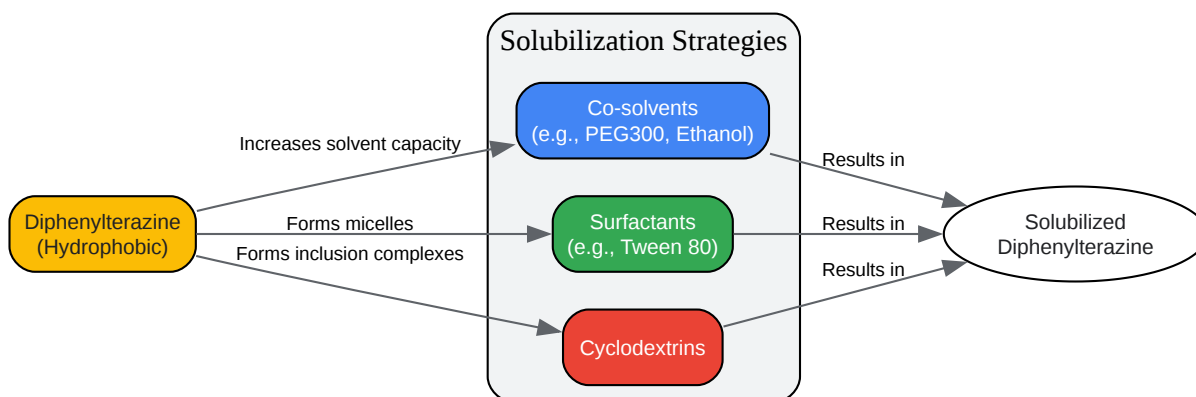 Solubilization Strategies
Co-solvents
(e.g., PEG300, Ethanol)
Increases solvent capacity
Results in
Diphenylterazine
(Hydrophobic)
Forms micelles
Surfactants
(e.g., Tween 80)
Results in
Solubilized
Diphenylterazine
Forms inclusion complexes
Results in
Cyclodextrins